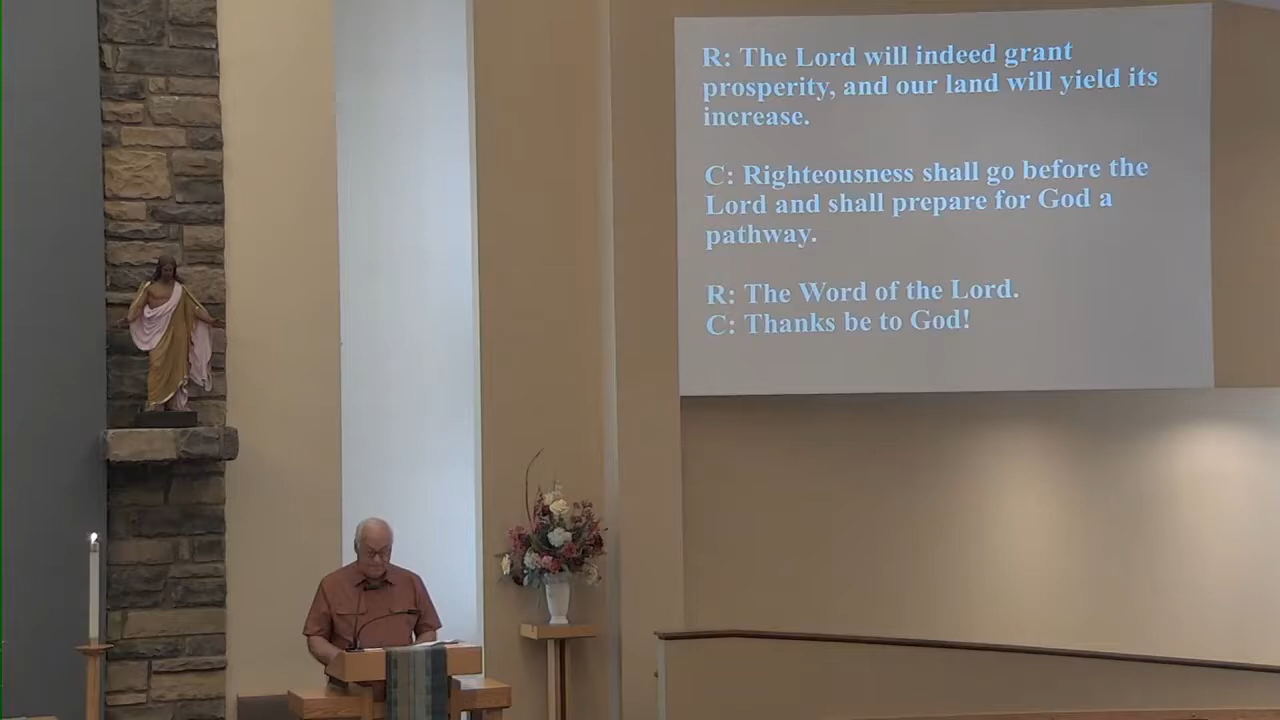 R: The Lord will indeed grant
prosperity, and our land will yield its
increase.
C: Righteousness shall go before the
Lord and shall prepare for God a
pathway.
R: The Word of the Lord.
C: Thanks be to God!